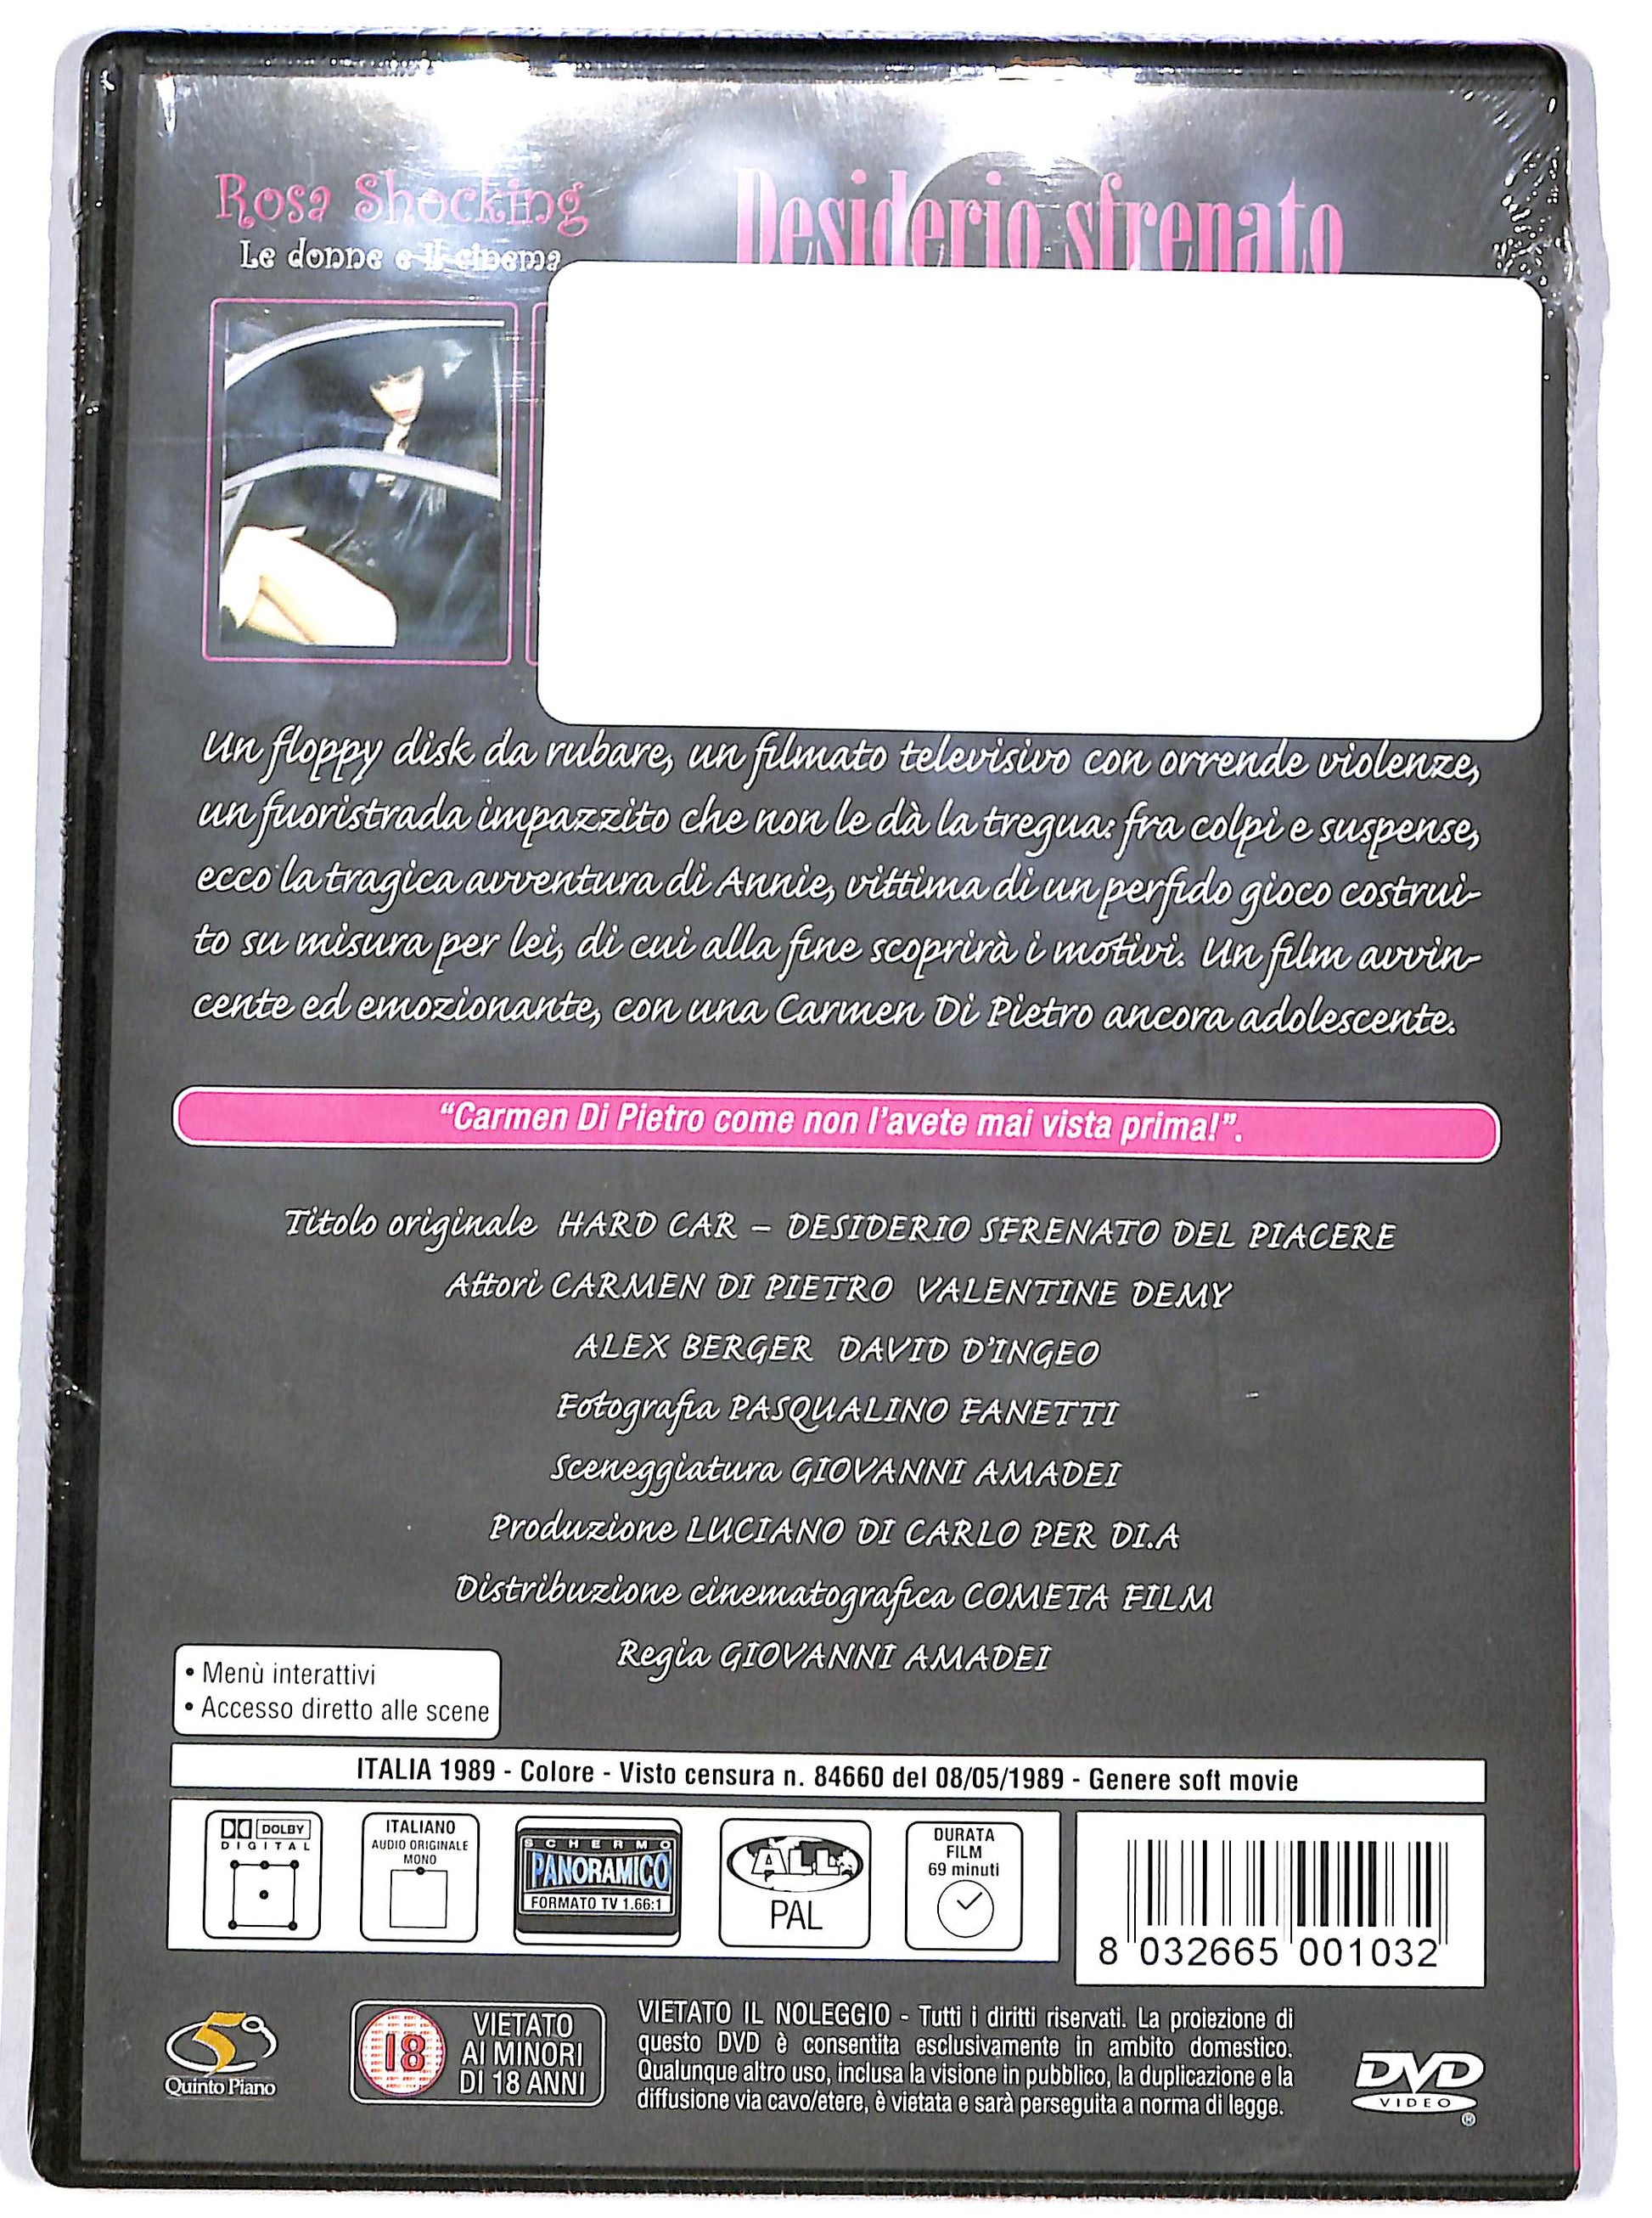 Rosa Shocking
Le donne e il cinema
Desiderio sfrenato
Un floppy disk da rubare, un filmato televisivo con orrende violenze,
un fuoristrada impazzito che non le dà la tregua: fra colpi e suspense,
ecco la tragica avventura di Annie, vittima di un perfido gioco costrui-
to su misura per lei, di cui alla fine scoprirà i motivi. Un film avvin-
cente ed emozionante, con una Carmen Di Pietro ancora adolescente.
“Carmen Di Pietro come non l’avete mai vista prima!”.
Titolo originale HARD CAR – DESIDERIO SFRENATO DEL PIACERE
Attori CARMEN DI PIETRO VALENTINE DEMY
ALEX BERGER DAVID D’INGEO
Fotografia PASQUALINO FANETTI
Sceneggiatura GIOVANNI AMADEI
Produzione LUCIANO DI CARLO PER DI.A
Distribuzione cinematografica COMETA FILM
Regia GIOVANNI AMADEI
• Menù interattivi
• Accesso diretto alle scene
ITALIA 1989 - Colore - Visto censura n. 84660 del 08/05/1989 - Genere soft movie
DOLBY
DIGITAL
ITALIANO
AUDIO ORIGINALE
MONO
SCHERMO
PANORAMICO
FORMATO TV 1.66:1
ALL
PAL
DURATA
FILM
69 minuti
8 032665 001032
5°
Quinto Piano
18
VIETATO
AI MINORI
DI 18 ANNI
VIETATO IL NOLEGGIO - Tutti i diritti riservati. La proiezione di
questo DVD è consentita esclusivamente in ambito domestico.
Qualunque altro uso, inclusa la visione in pubblico, la duplicazione e la
diffusione via cavo/etere, è vietata e sarà perseguita a norma di legge.
DVD
VIDEO
®